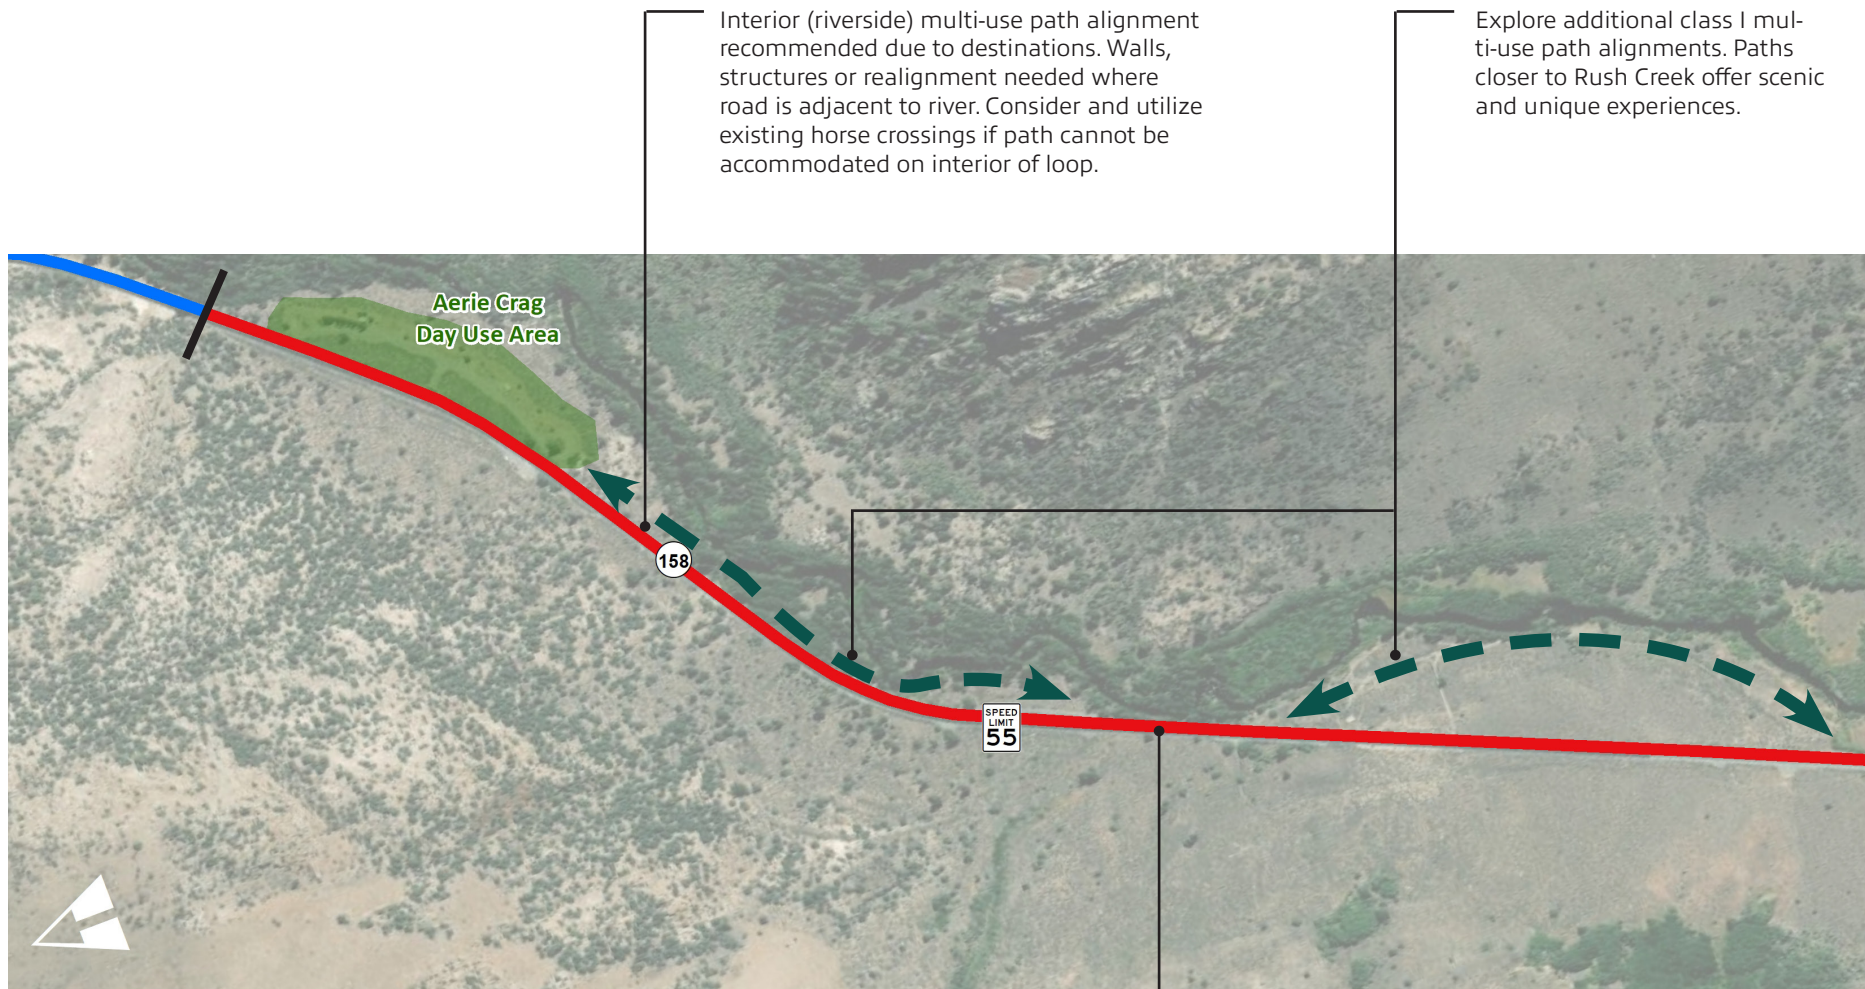 Interior (riverside) multi-use path alignment
recommended due to destinations. Walls,
structures or realignment needed where
road is adjacent to river. Consider and utilize
existing horse crossings if path cannot be
accommodated on interior of loop.
Explore additional class I mul-
ti-use path alignments. Paths
closer to Rush Creek offer scenic
and unique experiences.
Aerie Crag
Day Use Area
158
SPEED
LIMIT
55